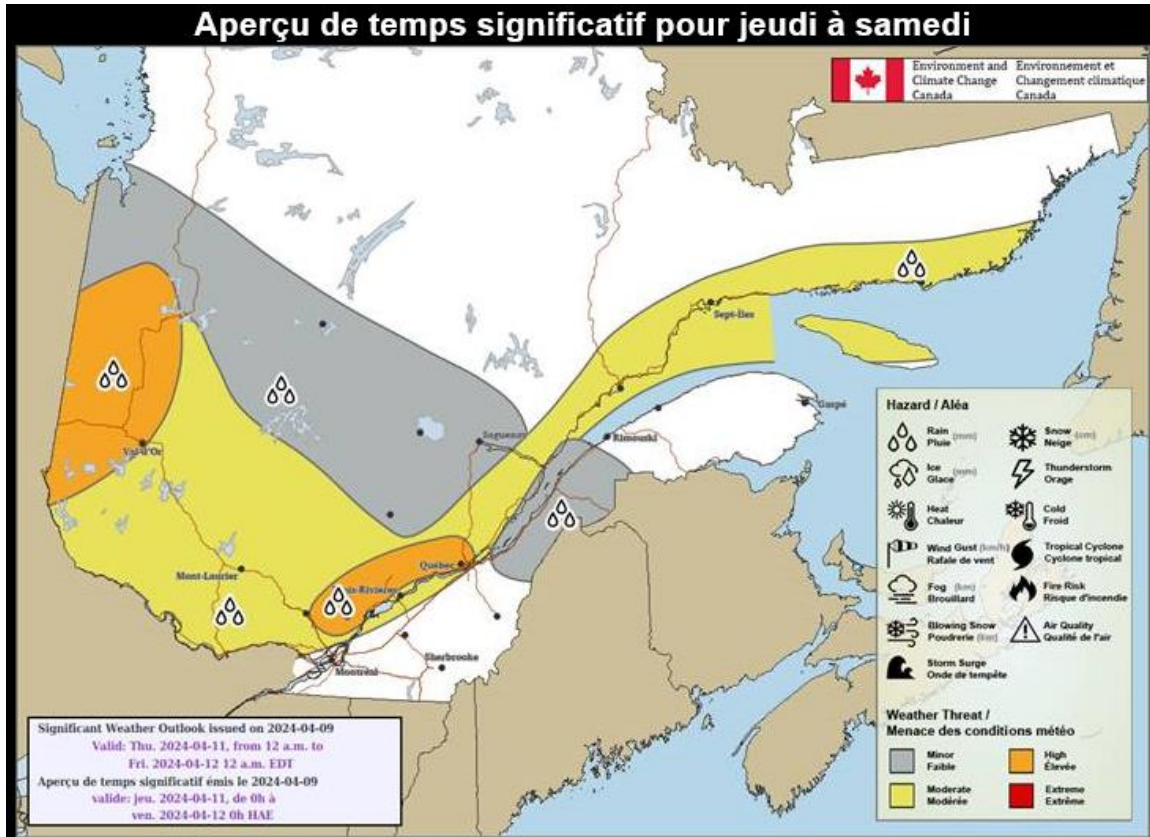 Aperçu de temps significatif pour jeudi à samedi
Environment and Climate Change Canada
Environnement et Changement climatique Canada
Sept-Îles
Gaspé
Rimouski
Saguenay
Val-d'Or
Québec
Mont-Laurier
is-Rivières
Sherbrooke
Montréal
Hazard / Aléa
Rain (mm)
Pluie
Snow (cm)
Neige
Ice (mm)
Glace
Thunderstorm
Orage
Heat
Chaleur
Cold
Froid
Wind Gust (km/h)
Rafale de vent
Tropical Cyclone
Cyclone tropical
Fog (km)
Brouillard
Fire Risk
Risque d'incendie
Blowing Snow
Poudrerie (km)
Air Quality
Qualité de l'air
Storm Surge
Onde de tempête
Weather Threat /
Menace des conditions météo
Minor
Faible
High
Élevée
Moderate
Modérée
Extreme
Extrême
Significant Weather Outlook issued on 2024-04-09
Valid: Thu. 2024-04-11, from 12 a.m. to
Fri. 2024-04-12 12 a.m. EDT
Aperçu de temps significatif émis le 2024-04-09
valide: jeu. 2024-04-11, de 0h à
ven. 2024-04-12 0h HAE